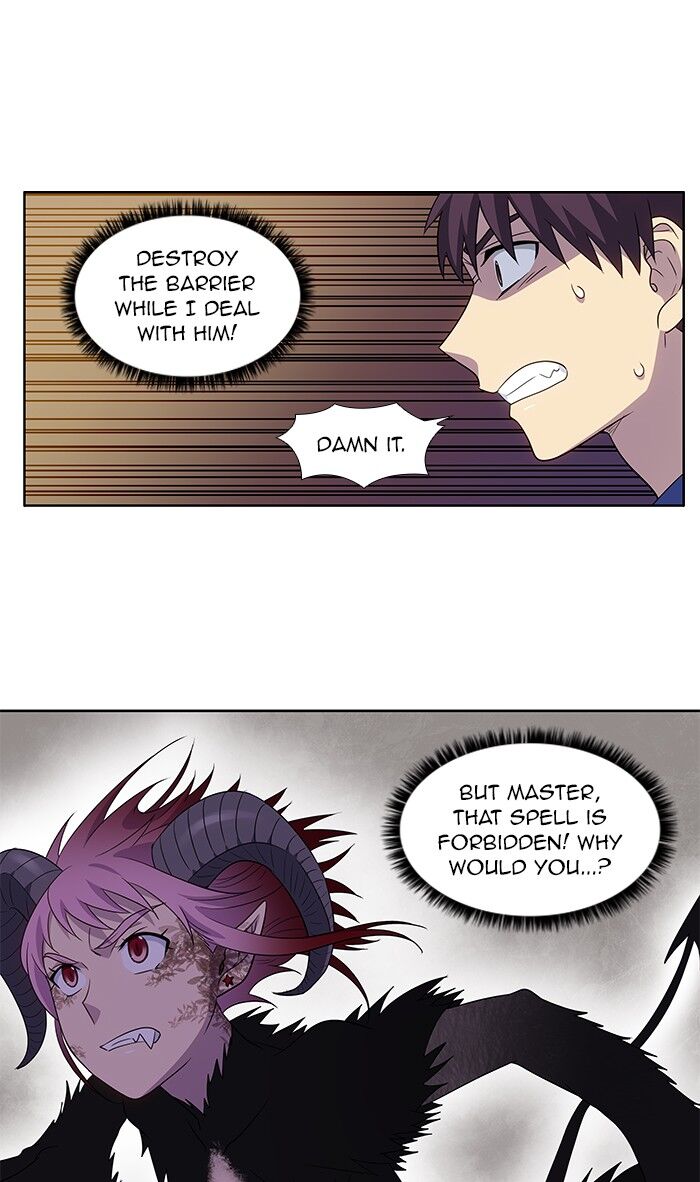 DESTROY
THE BARRIER
WHILE I DEAL
WITH HIM!
DAMN IT.
BUT MASTER,
THAT SPELL IS
FORBIDDEN! WHY
WOULD YOU...?